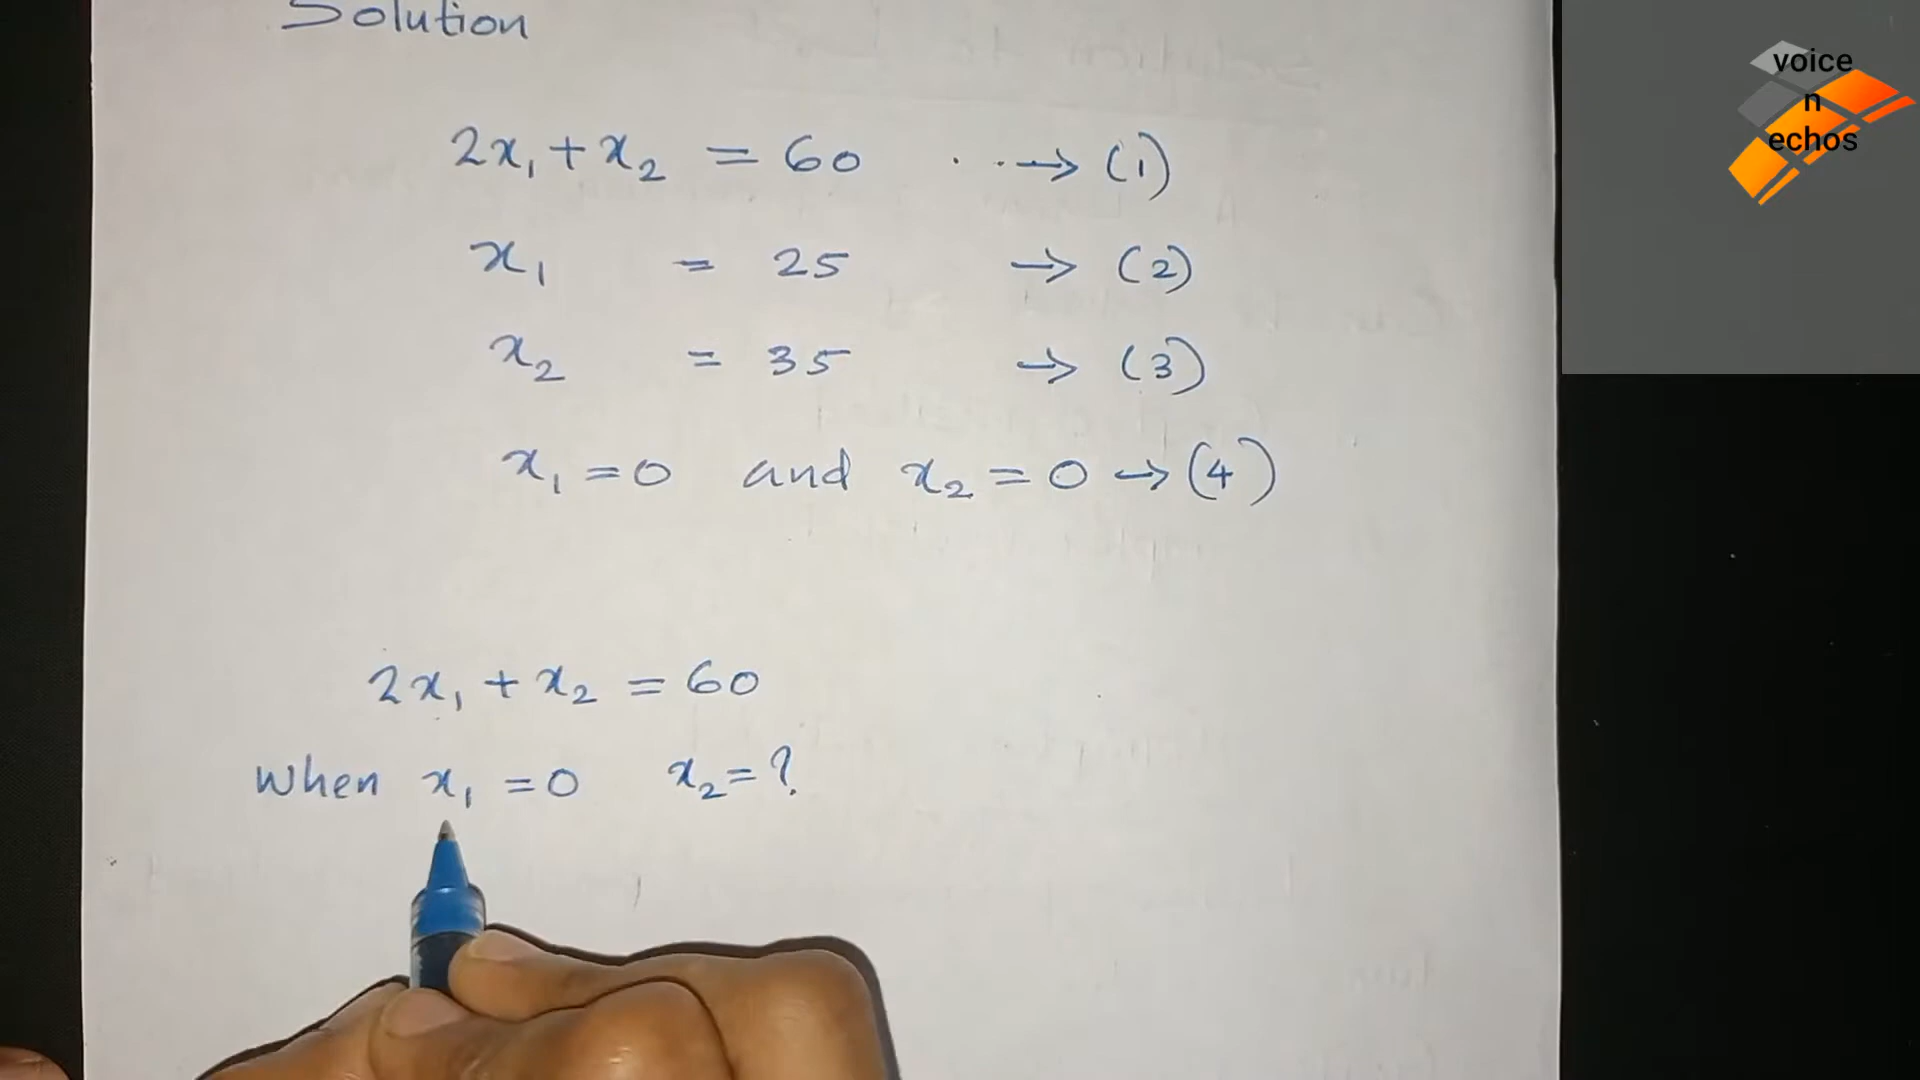 Solution
2x₁ + x₂ = 60 ...→ (1)
x₁ = 25 → (2)
x₂ = 35 → (3)
x₁ = 0 and x₂ = 0 → (4)
2x₁ + x₂ = 60
When x₁ = 0 x₂ = ?
voice
n
echos